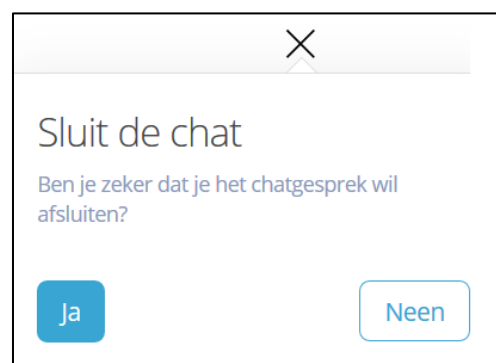 Sluit de chat
Ben je zeker dat je het chatgesprek wil
afsluiten?
Ja
Neen